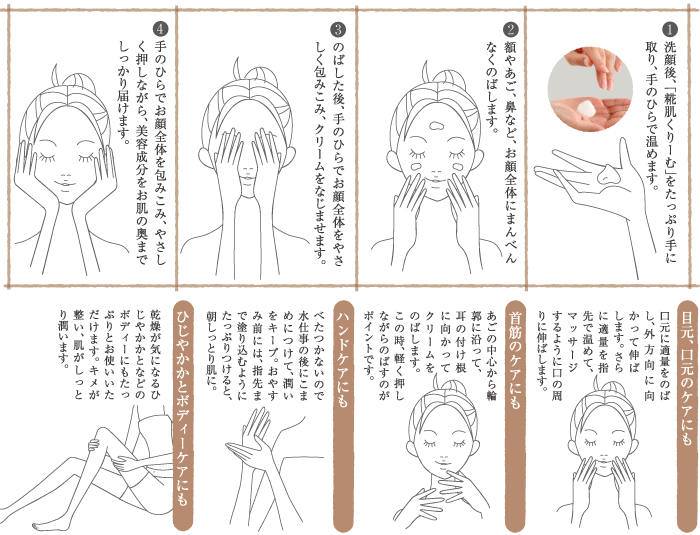 ❶
洗顔後、「糀肌くりーむ」をたっぷり手に
取り、手のひらで温めます。
❷
額やあご、鼻など、お顔全体にまんべん
なくのばします。
❸
のばした後、手のひらでお顔全体をやさ
しく包みこみ、クリームをなじませます。
❹
手のひらでお顔全体を包みこみ、やさし
く押しながら、美容成分をお肌の奥まで
しっかり届けます。
目元、口元のケアにも
口元に適量をのば
し、外方向に向
かって伸ば
します。さら
に適量を指
先で温めて、
マッサージ
するように口の周
りに伸ばします。
首筋のケアにも
あごの中心から輪
郭に沿って、
耳の付け根
に向かって
クリームを
のばします。
この時、軽く押し
ながらのばすのが
ポイントです。
ハンドケアにも
べたつかないので
水仕事の後にこま
めにつけて、潤い
をキープ。おやす
み前には、指先ま
で塗り込むように
たっぷりつけると、
朝しっとり肌に。
ひじやかかとボディーケアにも
乾燥が気になるひ
じやかかとなどの
ボディーにもたっ
ぷりとお使いいた
だけます。キメが
整い、肌がしっと
り潤います。